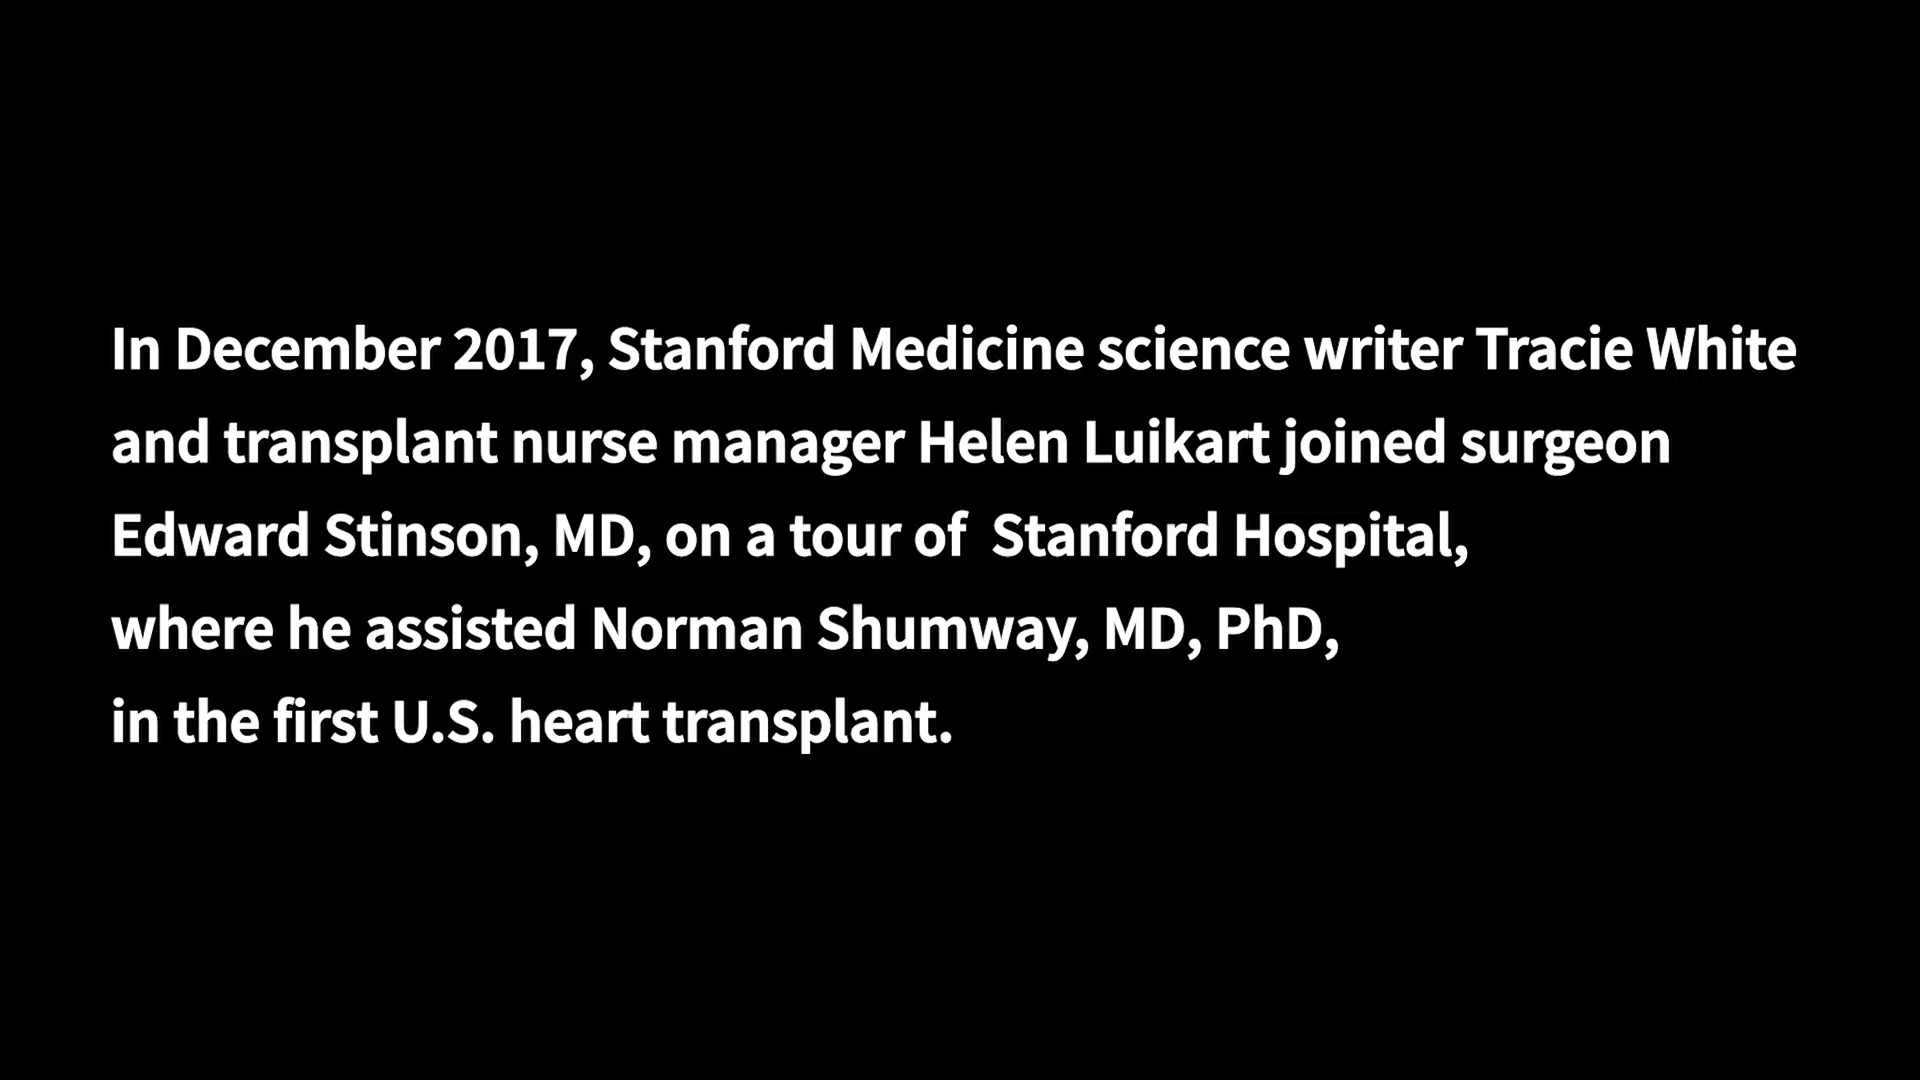 In December 2017, Stanford Medicine science writer Tracie White
and transplant nurse manager Helen Luikart joined surgeon
Edward Stinson, MD, on a tour of  Stanford Hospital,
where he assisted Norman Shumway, MD, PhD,
in the first U.S. heart transplant.